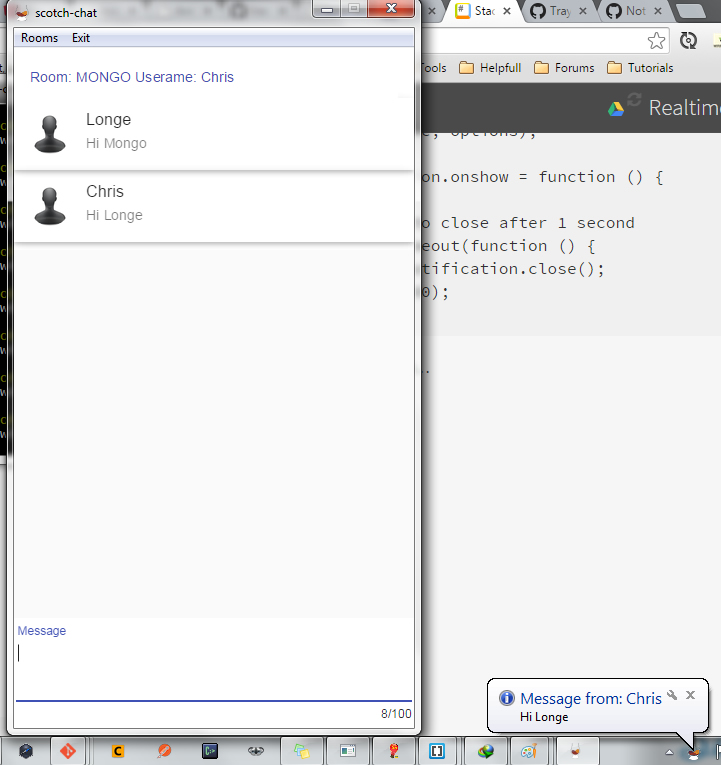 scotch-chat
Rooms Exit
Room: MONGO Userame: Chris
Longe
Hi Mongo
Chris
Hi Longe
Message
8/100
Stac
Tray
Not
Tools Helpfull Forums Tutorials
Realtime
, options);
on.onshow = function () {
o close after 1 second
eout(function () {
tification.close();
0);
Message from: Chris
Hi Longe